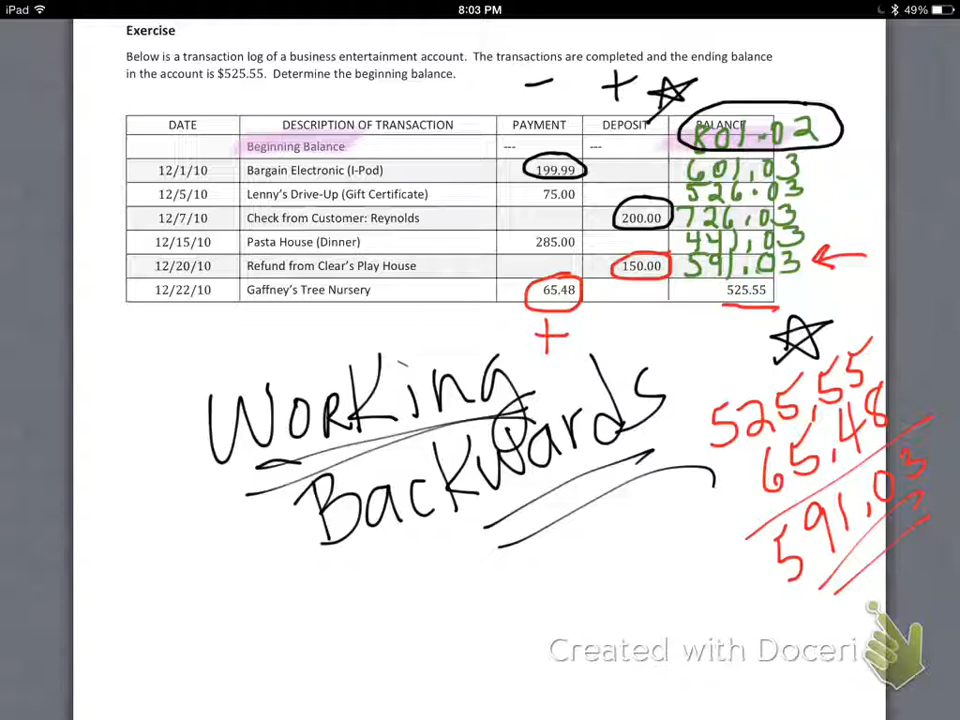 iPad 8:03 PM 49%
Exercise
Below is a transaction log of a business entertainment account. The transactions are completed and the ending balance
in the account is $525.55. Determine the beginning balance.
- +
DATE DESCRIPTION OF TRANSACTION PAYMENT DEPOSIT BALANCE
Beginning Balance --- --- 801.02
12/1/10 Bargain Electronic (I-Pod) 199.99 601.03
12/5/10 Lenny's Drive-Up (Gift Certificate) 75.00 526.03
12/7/10 Check from Customer: Reynolds 200.00 726.03
12/15/10 Pasta House (Dinner) 285.00 441.03
12/20/10 Refund from Clear's Play House 150.00 591.03
12/22/10 Gaffney's Tree Nursery 65.48 525.55
+
Working
Backwards
525.55
65.48
591.03
Created with Doceri